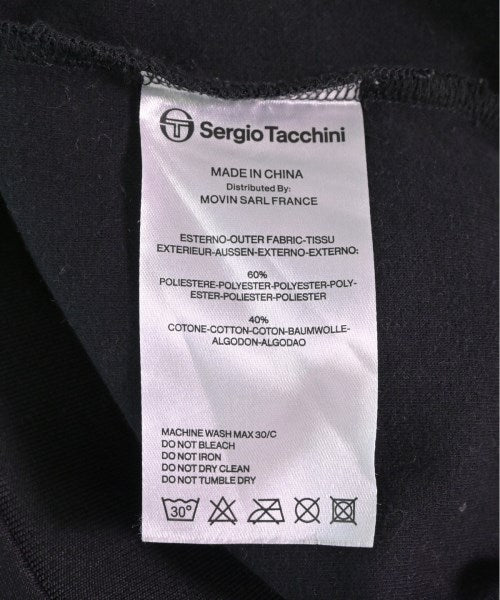 Sergio Tacchini
MADE IN CHINA
Distributed By:
MOVIN SARL FRANCE
ESTERNO-OUTER FABRIC-TISSU
EXTERIEUR-AUSSEN-EXTERNO-EXTERNO:
60%
POLIESTERE-POLYESTER-POLYESTER-POLY-
ESTER-POLIESTER-POLIESTER
40%
COTONE-COTTON-COTON-BAUMWOLLE-
ALGODON-ALGODAO
MACHINE WASH MAX 30/C
DO NOT BLEACH
DO NOT IRON
DO NOT DRY CLEAN
DO NOT TUMBLE DRY
30°